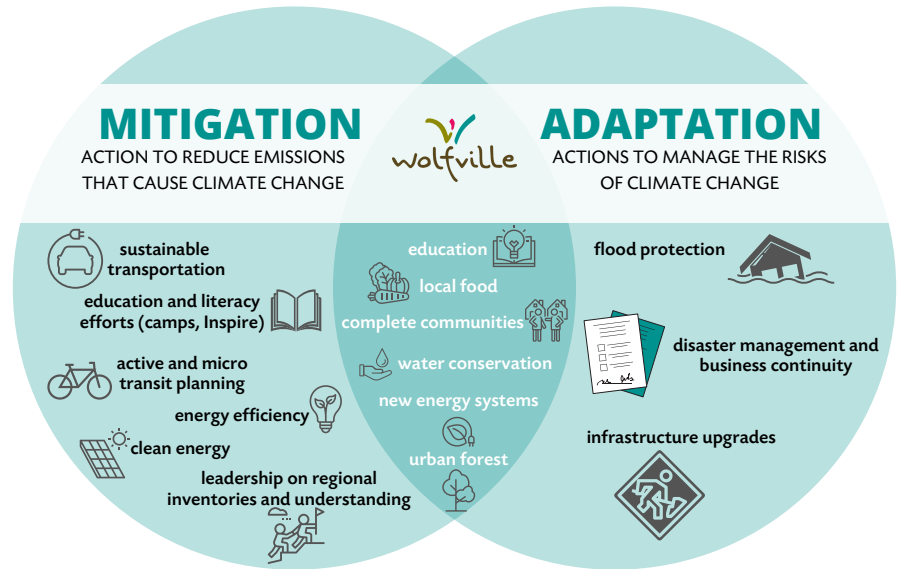 MITIGATION
ACTION TO REDUCE EMISSIONS
THAT CAUSE CLIMATE CHANGE
wolfville
ADAPTATION
ACTIONS TO MANAGE THE RISKS
OF CLIMATE CHANGE
sustainable
transportation
education and literacy
efforts (camps, Inspire)
active and micro
transit planning
energy efficiency
clean energy
leadership on regional
inventories and understanding
education
local food
complete communities
water conservation
new energy systems
urban forest
flood protection
disaster management and
business continuity
infrastructure upgrades